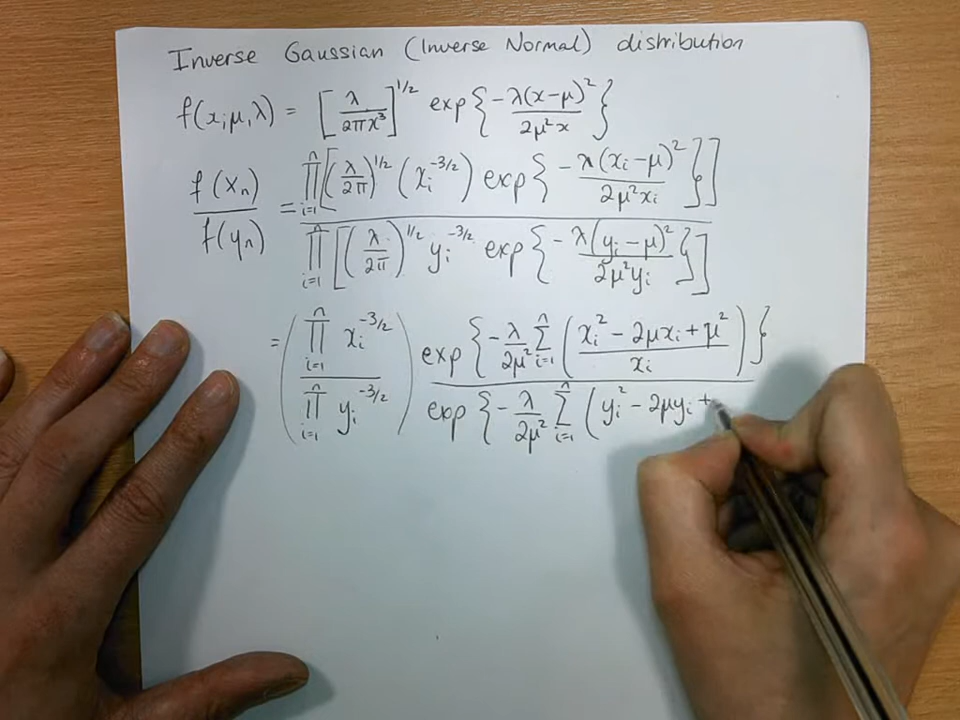 Inverse Gaussian (Inverse Normal) distribution
f(x, μ, λ) = [λ/2πx³]^{1/2} exp{-λ(x-μ)²/2μ²x}
f(xₙ)/f(yₙ) = ∏_{i=1}^{n}[(λ/2π)^{1/2} (xᵢ^{-3/2}) exp{-λ(xᵢ-μ)²/2μ²xᵢ}] / ∏_{i=1}^{n}[(λ/2π)^{1/2} yᵢ^{-3/2} exp{-λ(yᵢ-μ)²/2μ²yᵢ}]
= (∏_{i=1}^{n} xᵢ^{-3/2} / ∏_{i=1}^{n} yᵢ^{-3/2}) exp{-λ/2μ² ∑_{i=1}^{n} (xᵢ² - 2μxᵢ + μ² / xᵢ)} / exp{-λ/2μ² ∑_{i=1}^{n} (yᵢ² - 2μyᵢ +